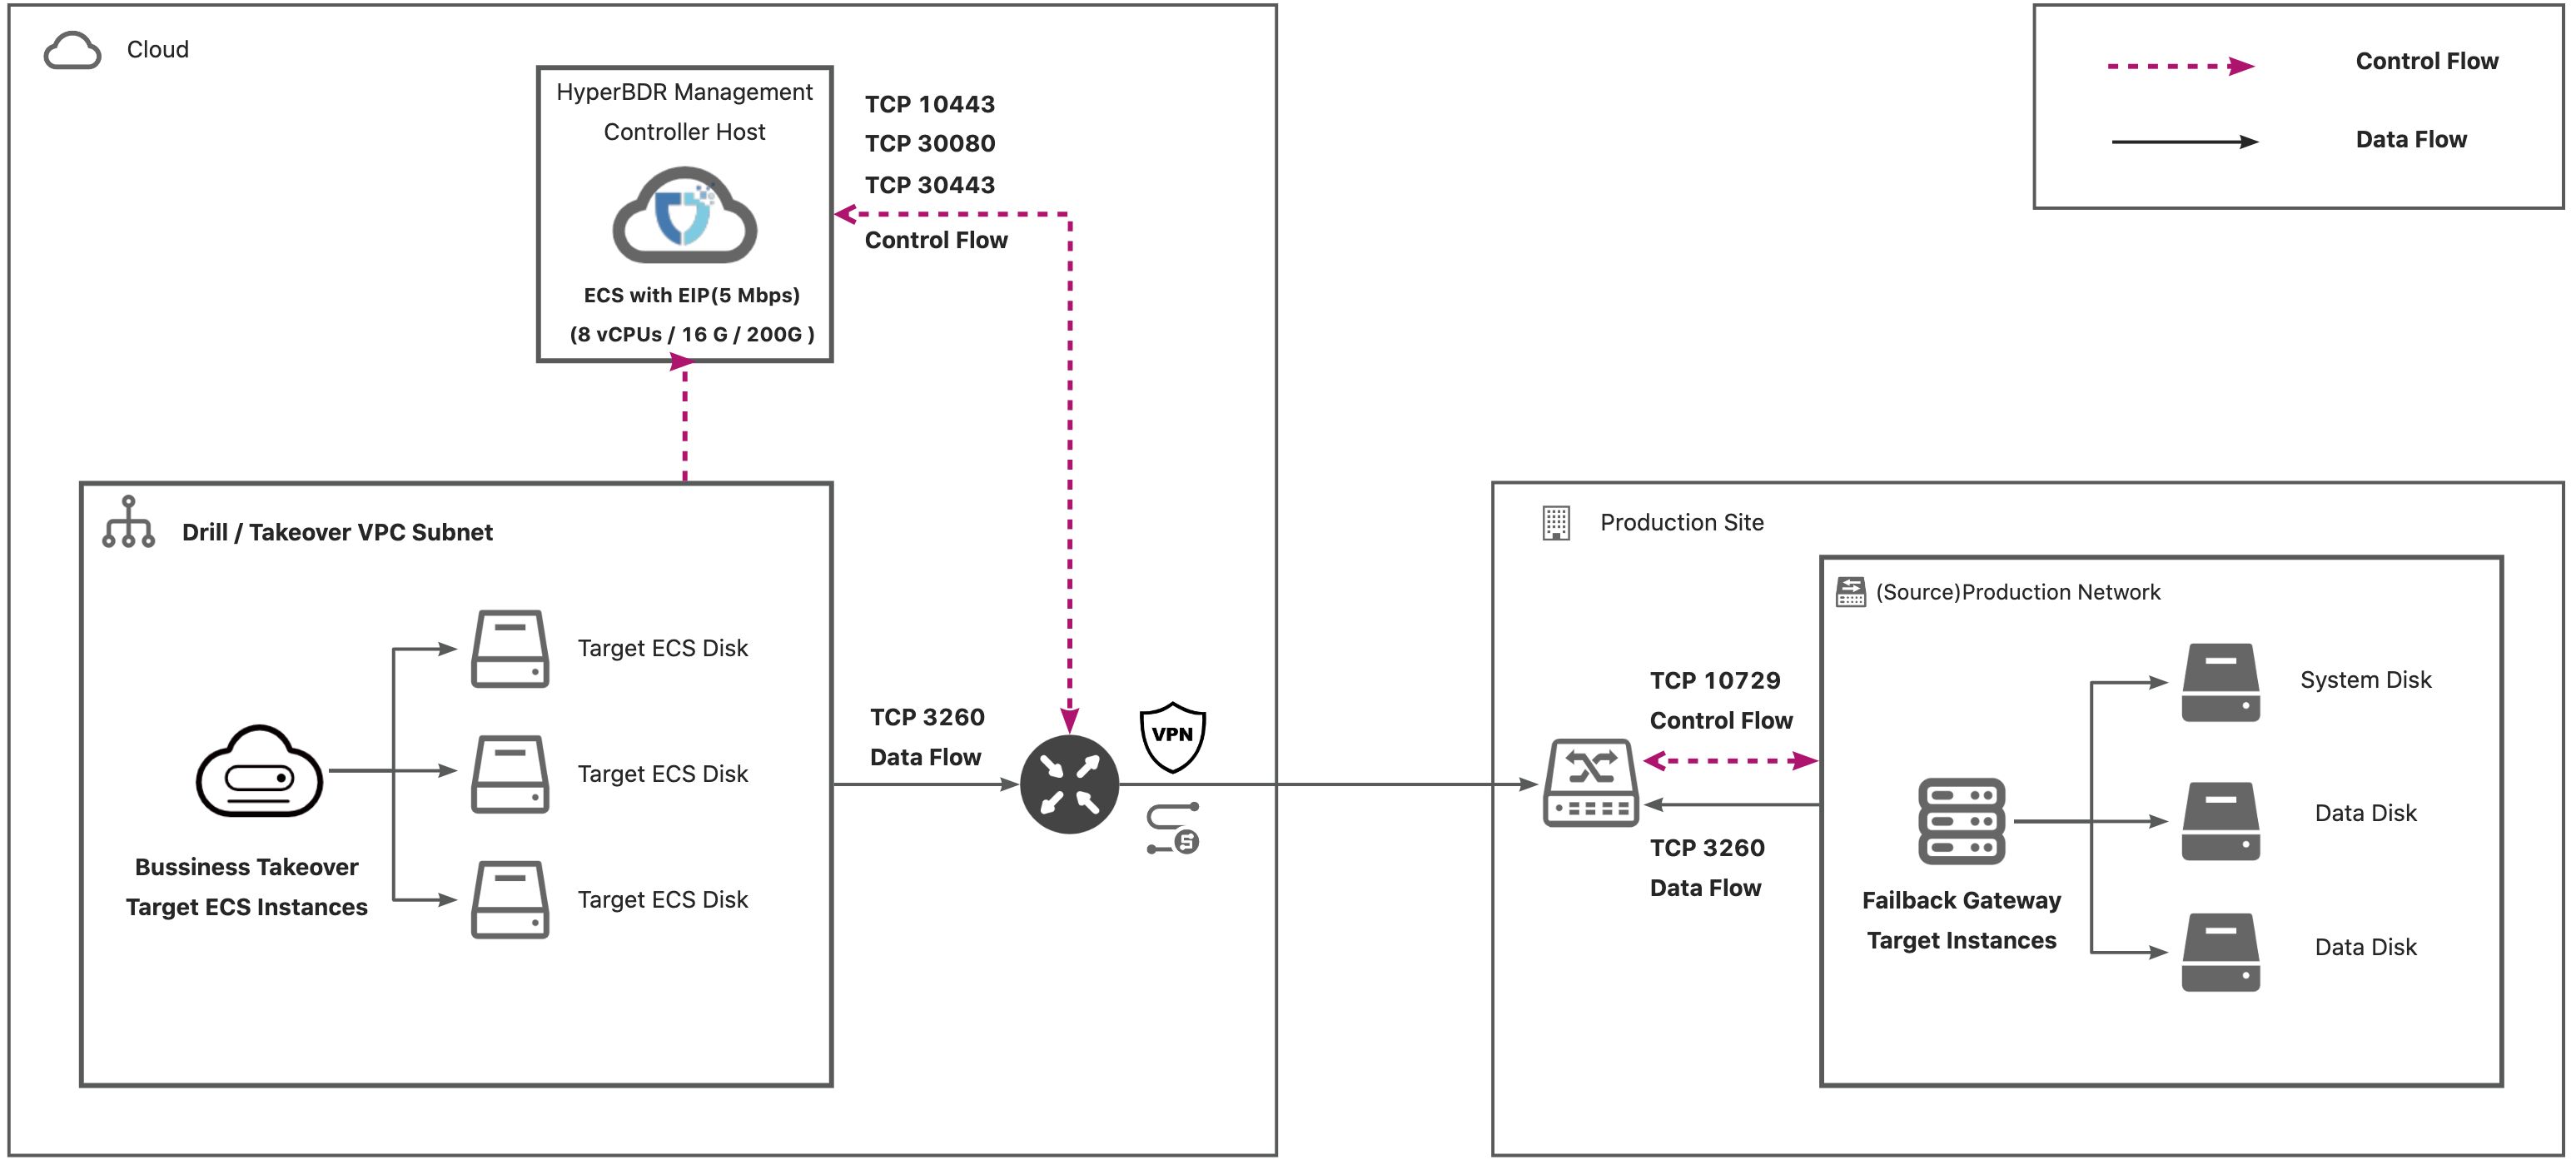 Cloud
HyperBDR Management
Controller Host
ECS with EIP(5 Mbps)
(8 vCPUs / 16 G / 200G )
TCP 10443
TCP 30080
TCP 30443
Control Flow
Control Flow
Data Flow
Drill / Takeover VPC Subnet
Target ECS Disk
Target ECS Disk
Target ECS Disk
Bussiness Takeover
Target ECS Instances
TCP 3260
Data Flow
VPN
S
Production Site
(Source)Production Network
TCP 10729
Control Flow
TCP 3260
Data Flow
System Disk
Data Disk
Data Disk
Failback Gateway
Target Instances